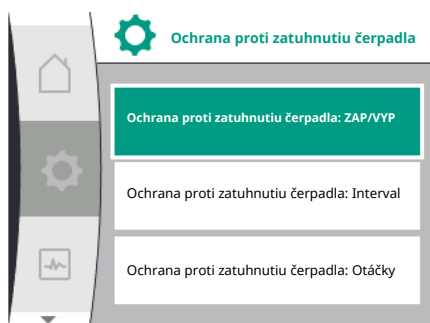 Ochrana proti zatuhnutiu čerpadla
Ochrana proti zatuhnutiu čerpadla: ZAP/VYP
Ochrana proti zatuhnutiu čerpadla: Interval
Ochrana proti zatuhnutiu čerpadla: Otáčky